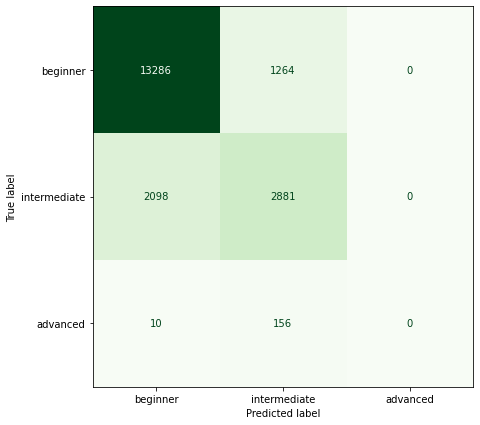 beginner 13286 1264 0
intermediate 2098 2881 0
advanced 10 156 0
True label
beginner intermediate advanced
Predicted label